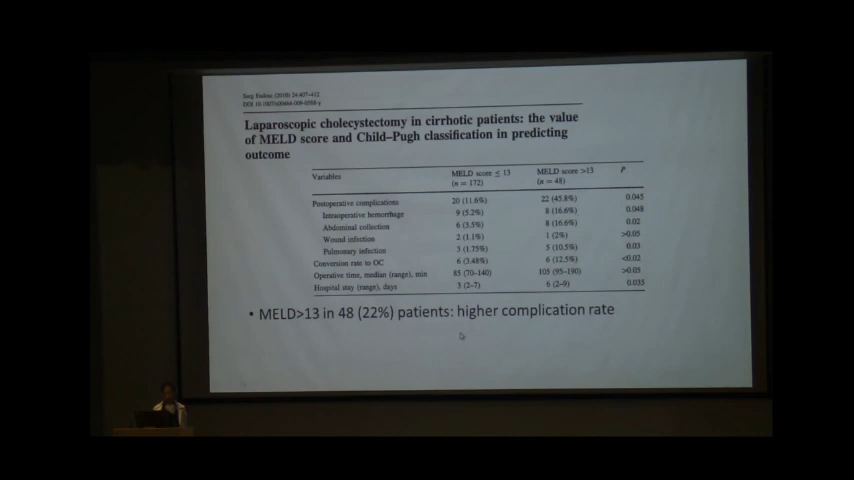 Surg Endosc (2010) 24:407–412
DOI 10.1007/s00464-009-0588-y
Laparoscopic cholecystectomy in cirrhotic patients: the value
of MELD score and Child–Pugh classification in predicting
outcome
Variables MELD score ≤ 13 (n = 172) MELD score >13 (n = 48) P
Postoperative complications 20 (11.6%) 22 (45.8%) 0.045
Intraoperative hemorrhage 9 (5.2%) 8 (16.6%) 0.048
Abdominal collection 6 (3.5%) 8 (16.6%) 0.02
Wound infection 2 (1.1%) 1 (2%) >0.05
Pulmonary infection 3 (1.75%) 5 (10.5%) 0.03
Conversion rate to OC 6 (3.48%) 6 (12.5%) <0.02
Operative time, median (range), min 85 (70–140) 105 (95–190) >0.05
Hospital stay (range), days 3 (2–7) 6 (2–9) 0.035
• MELD>13 in 48 (22%) patients: higher complication rate